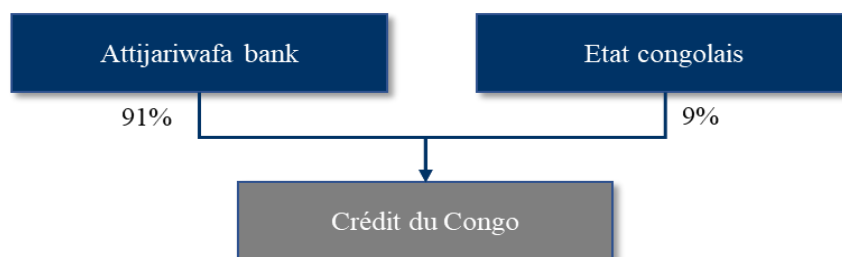 Attijariwafa bank
Etat congolais
91%
9%
Crédit du Congo